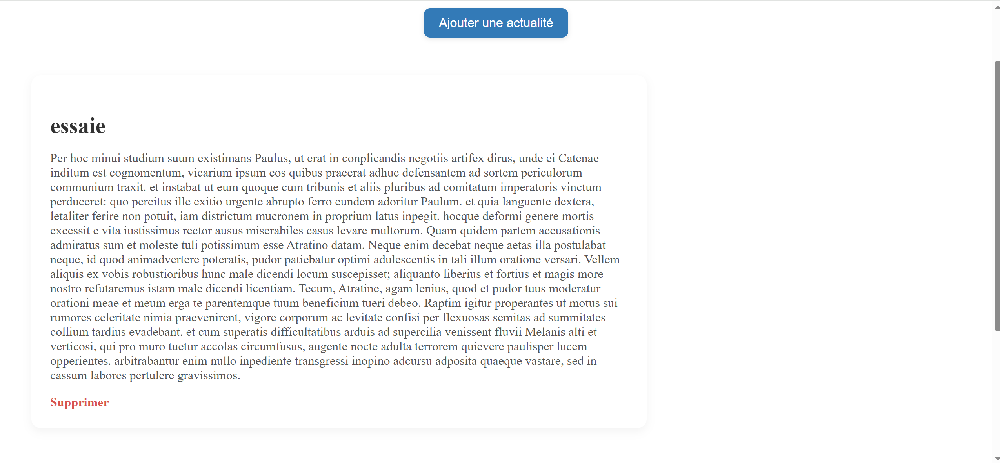 Ajouter une actualité
essaie
Per hoc minui studium suum existimans Paulus, ut erat in conplicandis negotiis artifex dirus, unde ei Catenae
inditum est cognomentum, vicarium ipsum eos quibus praeerat adhuc defensantem ad sortem periculorum
communium traxit. et instabat ut eum quoque cum tribunis et aliis pluribus ad comitatum imperatoris vinctum
perduceret: quo percitus ille exitio urgente abrupto ferro eundem adoritur Paulum. et quia languente dextera,
letaliter ferire non potuit, iam districtum mucronem in proprium latus inpegit. hocque deformi genere mortis
excessit e vita iustissimus rector ausus miserabiles casus levare multorum. Quam quidem partem accusationis
admiratus sum et moleste tuli potissimum esse Atratino datam. Neque enim decebat neque aetas illa postulabat
neque, id quod animadvertere poteratis, pudor patiebatur optimi adulescentis in tali illum oratione versari. Vellem
aliquis ex vobis robustioribus hunc male dicendi locum suscepisset; aliquanto liberius et fortius et magis more
nostro refutaremus istam male dicendi licentiam. Tecum, Atratine, agam lenius, quod et pudor tuus moderatur
orationi meae et meum erga te parentemque tuum beneficium tueri debeo. Raptim igitur properantes ut motus sui
rumores celeritate nimia praevenirent, vigore corporum ac levitate confisi per flexuosas semitas ad summitates
collium tardius evadebant. et cum superatis difficultatibus arduis ad supercilia venissent fluvii Melanis alti et
verticosi, qui pro muro tuetur accolas circumfusus, augente nocte adulta terrorem quievere paulisper lucem
opperientes. arbitrabantur enim nullo inpediente transgressi inopino adcursu adposita quaeque vastare, sed in
cassum labores pertulere gravissimos.
Supprimer